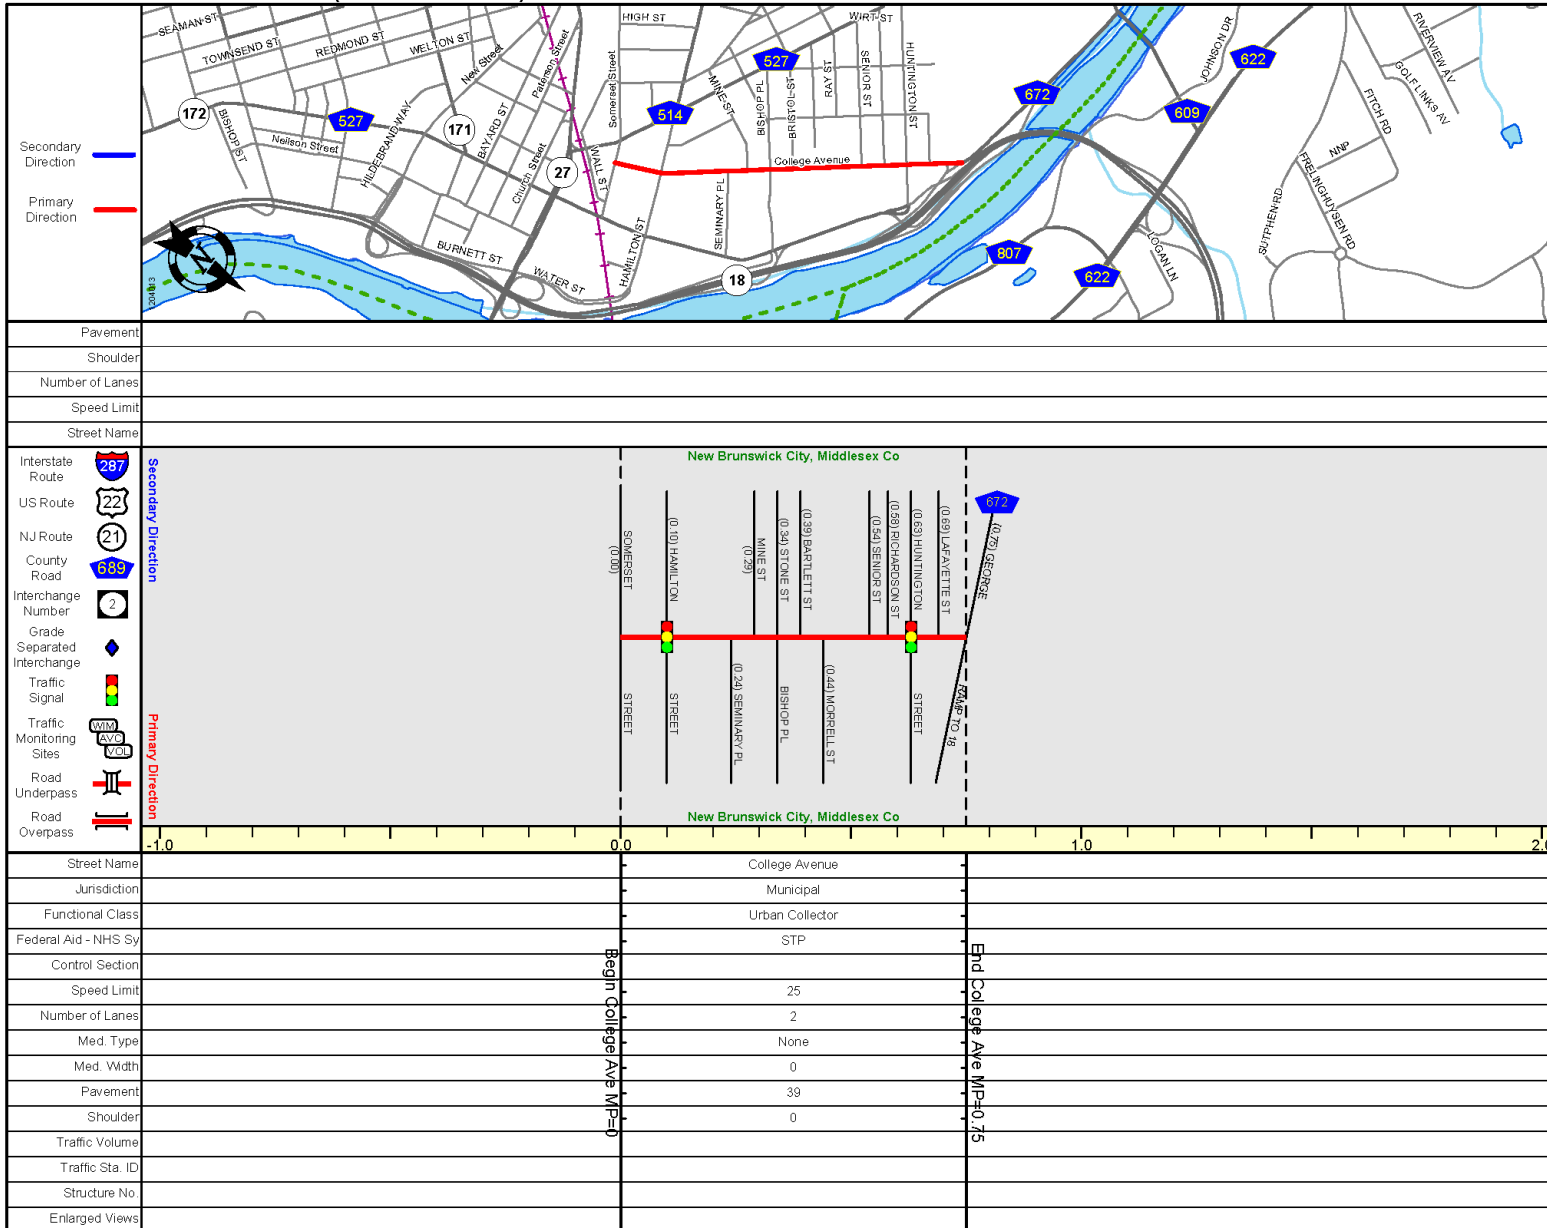 SEAMAN ST
TOWNSEND ST
REDMOND ST
WELTON ST
New Street
Paterson Street
HIGH ST
WIRT ST
Somerset Street
MINE ST
527
BISHOP PL
BRISTOL ST
RAY ST
SENIOR ST
HUNTINGTON ST
672
JOHNSON DR
622
RIVERVIEW AV
GOLF LINKS AV
FITCH RD
172
BISHOP ST
527
Neilson Street
HILDEBRAND WAY
171
BAYARD ST
Church Street
27
WALL ST
514
609
NNP
FRELINGHUYSEN RD
SUTPHEN RD
College Avenue
SEMINARY PL
HAMILTON ST
BURNETT ST
WATER ST
18
807
622
LOGAN LN
N
Secondary
Direction
Primary
Direction
Pavement
Shoulder
Number of Lanes
Speed Limit
Street Name
Interstate
Route
287
US Route
22
NJ Route
21
County
Road
689
Interchange
Number
2
Grade
Separated
Interchange
Traffic
Signal
Traffic
Monitoring
Sites
WIM
AVC
VOL
Road
Underpass
Road
Overpass
Secondary Direction
Primary Direction
New Brunswick City, Middlesex Co
SOMERSET
(0.00)
STREET
(0.10) HAMILTON
STREET
(0.24) SEMINARY PL
MINE ST
(0.29)
(0.34) STONE ST
BISHOP PL
(0.39) BARTLETT ST
(0.44) MORRELL ST
(0.54) SENIOR ST
(0.58) RICHARDSON ST
(0.63) HUNTINGTON
STREET
(0.69) LAFAYETTE ST
672
(0.75) GEORGE
RAMP TO 18
New Brunswick City, Middlesex Co
-1.0
0.0
1.0
2.0
Street Name
College Avenue
Jurisdiction
Municipal
Functional Class
Urban Collector
Federal Aid - NHS Sy
STP
Control Section
Speed Limit
25
Number of Lanes
2
Med. Type
None
Med. Width
0
Pavement
39
Shoulder
0
Traffic Volume
Traffic Sta. ID
Structure No.
Enlarged Views
Begin College Ave MP=0
End College Ave MP=0.75